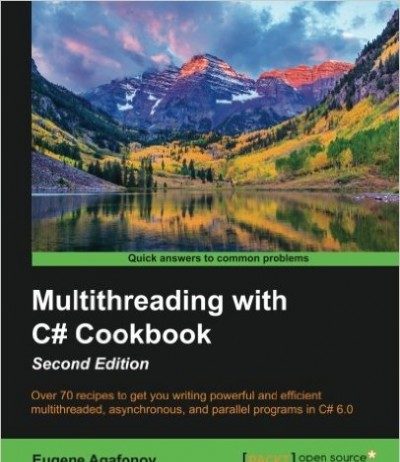 Quick answers to common problems
Multithreading with
C# Cookbook
Second Edition
Over 70 recipes to get you writing powerful and efficient
multithreaded, asynchronous, and parallel programs in C# 6.0
Eugene Agafonov
[PACKT] open source*